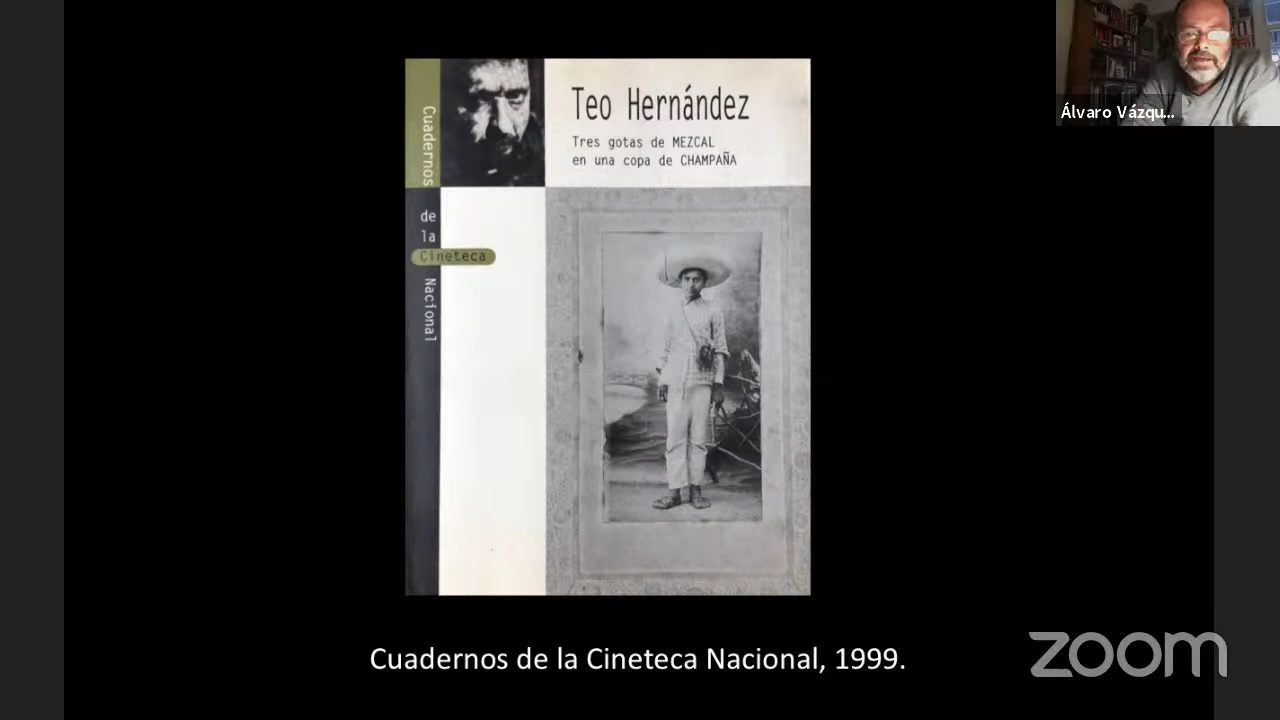 Álvaro Vázqu...
Teo Hernández
Tres gotas de MEZCAL
en una copa de CHAMPAÑA
Cuadernos
de
la
Cineteca
Nacional
Cuadernos de la Cineteca Nacional, 1999.
zoom